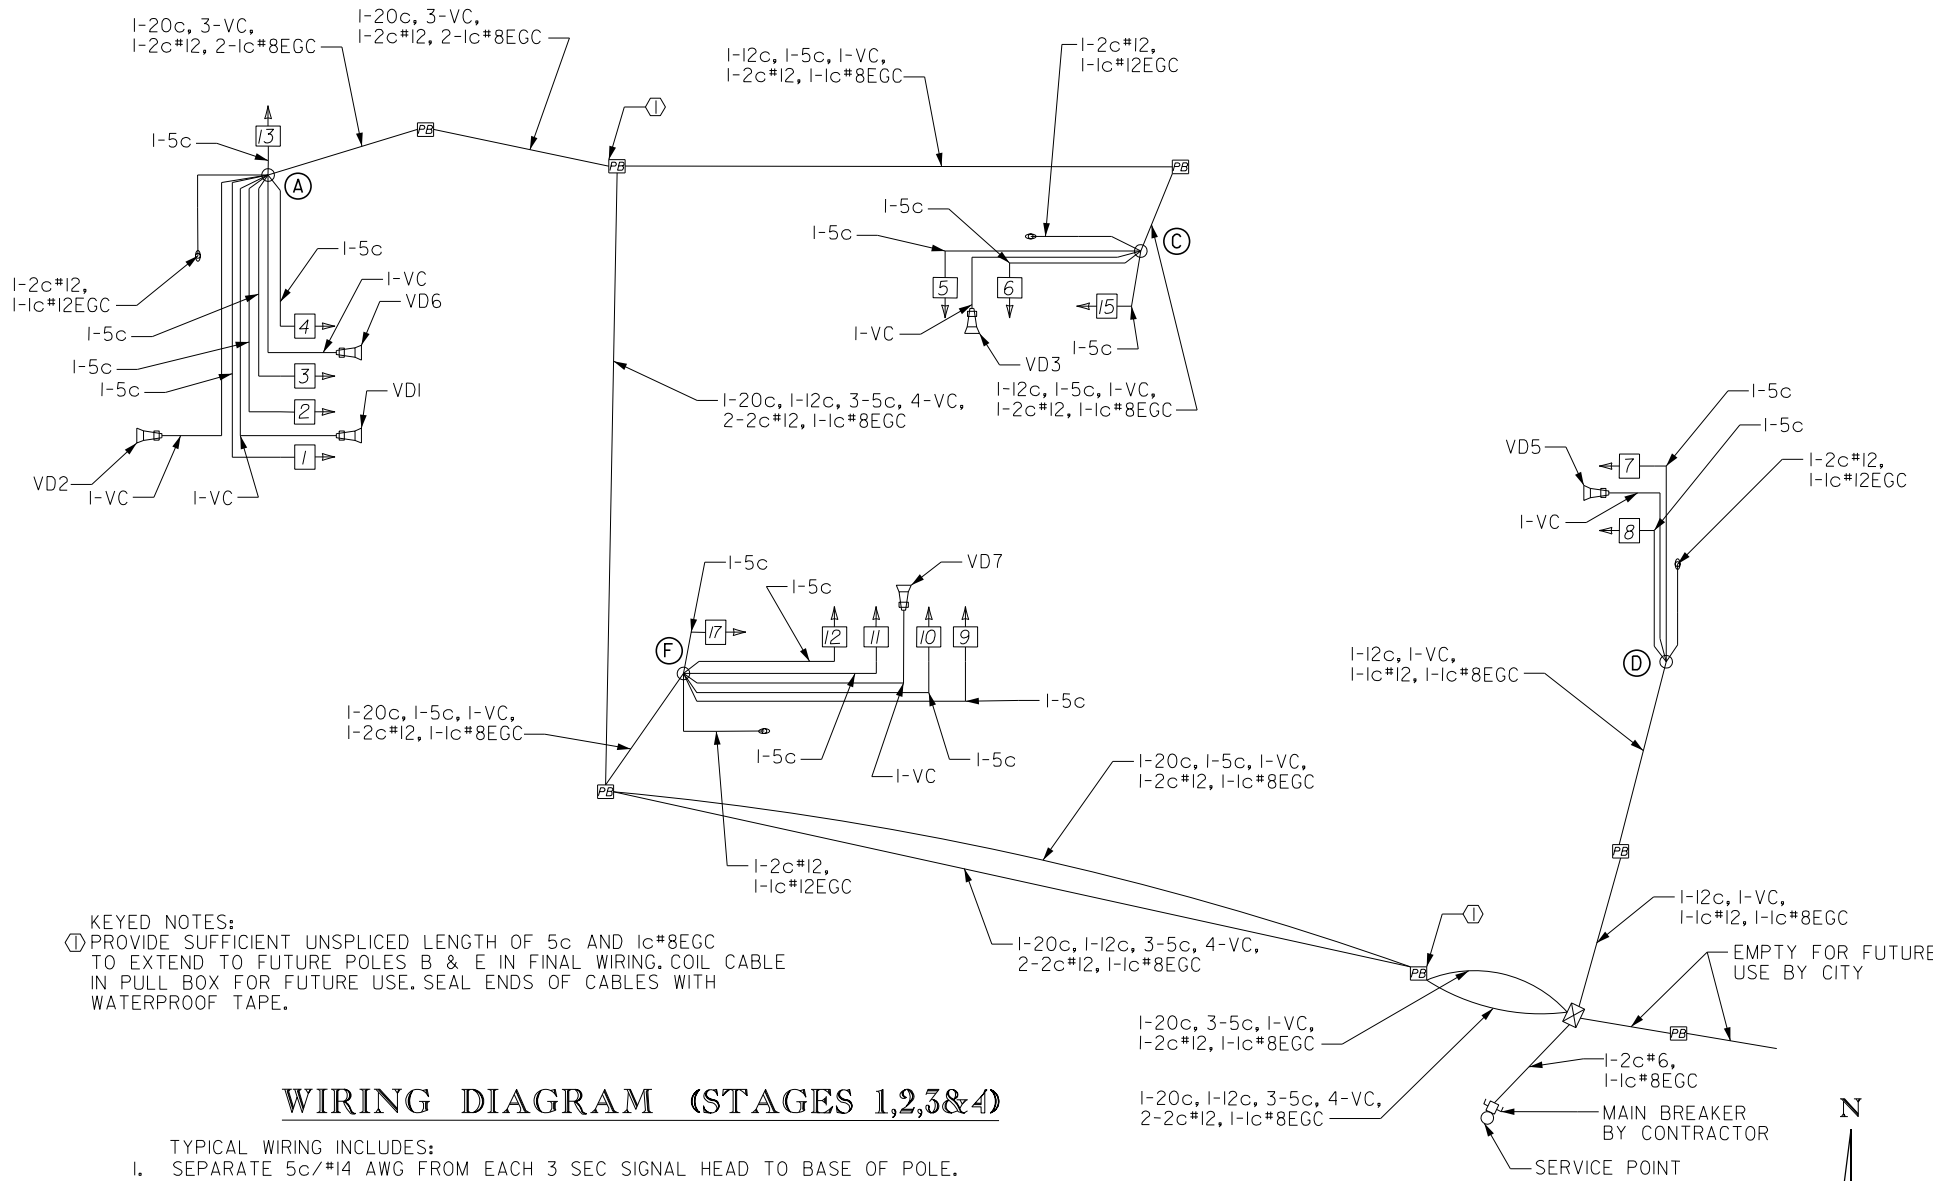 1-20c, 3-VC,
1-2c#12, 2-1c#8EGC
1-20c, 3-VC,
1-2c#12, 2-1c#8EGC
1-12c, 1-5c, 1-VC,
1-2c#12, 1-1c#8EGC
1-2c#12,
1-1c#12EGC
1
13
1-5c
PB
PB
PB
A
1-5c
1-5c
C
1-5c
1-VC
1-2c#12,
1-1c#12EGC
VD6
5
6
15
1-5c
4
1-VC
1-5c
VD3
1-5c
3
1-5c
VD1
2
1-12c, 1-5c, 1-VC,
1-2c#12, 1-1c#8EGC
1-20c, 1-12c, 3-5c, 4-VC,
2-2c#12, 1-1c#8EGC
1-5c
1-5c
1
VD5
7
1-2c#12,
1-1c#12EGC
VD2
1-VC
1-VC
1-VC
8
1-5c
VD7
1-5c
17
12
11
10
9
F
D
1-12c, 1-VC,
1-1c#12, 1-1c#8EGC
1-5c
1-20c, 1-5c, 1-VC,
1-2c#12, 1-1c#8EGC
1-5c
1-VC
1-5c
1-20c, 1-5c, 1-VC,
1-2c#12, 1-1c#8EGC
PB
PB
1-2c#12,
1-1c#12EGC
1-12c, 1-VC,
1-1c#12, 1-1c#8EGC
1
KEYED NOTES:
1 PROVIDE SUFFICIENT UNSPLICED LENGTH OF 5c AND 1c#8EGC
TO EXTEND TO FUTURE POLES B & E IN FINAL WIRING. COIL CABLE
IN PULL BOX FOR FUTURE USE. SEAL ENDS OF CABLES WITH
WATERPROOF TAPE.
1-20c, 1-12c, 3-5c, 4-VC,
2-2c#12, 1-1c#8EGC
PB
EMPTY FOR FUTURE
USE BY CITY
1-20c, 3-5c, 1-VC,
1-2c#12, 1-1c#8EGC
PB
1-2c#6,
1-1c#8EGC
1-20c, 1-12c, 3-5c, 4-VC,
2-2c#12, 1-1c#8EGC
MAIN BREAKER
BY CONTRACTOR
N
WIRING DIAGRAM (STAGES 1,2,3&4)
SERVICE POINT
TYPICAL WIRING INCLUDES:
1. SEPARATE 5c/#14 AWG FROM EACH 3 SEC SIGNAL HEAD TO BASE OF POLE.